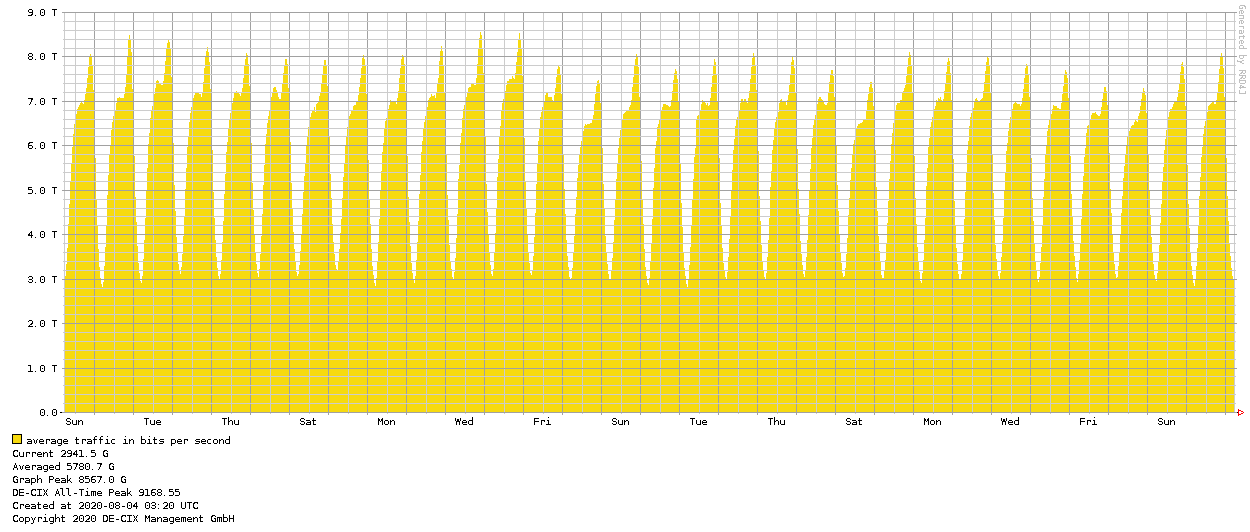 9.0 T
8.0 T
7.0 T
6.0 T
5.0 T
4.0 T
3.0 T
2.0 T
1.0 T
0.0
Sun Tue Thu Sat Mon Wed Fri Sun Tue Thu Sat Mon Wed Fri Sun
Generated by RRD4J
average traffic in bits per second
Current 2941.5 G
Averaged 5780.7 G
Graph Peak 8567.0 G
DE-CIX All-Time Peak 9168.55
Created at 2020-08-04 03:20 UTC
Copyright 2020 DE-CIX Management GmbH